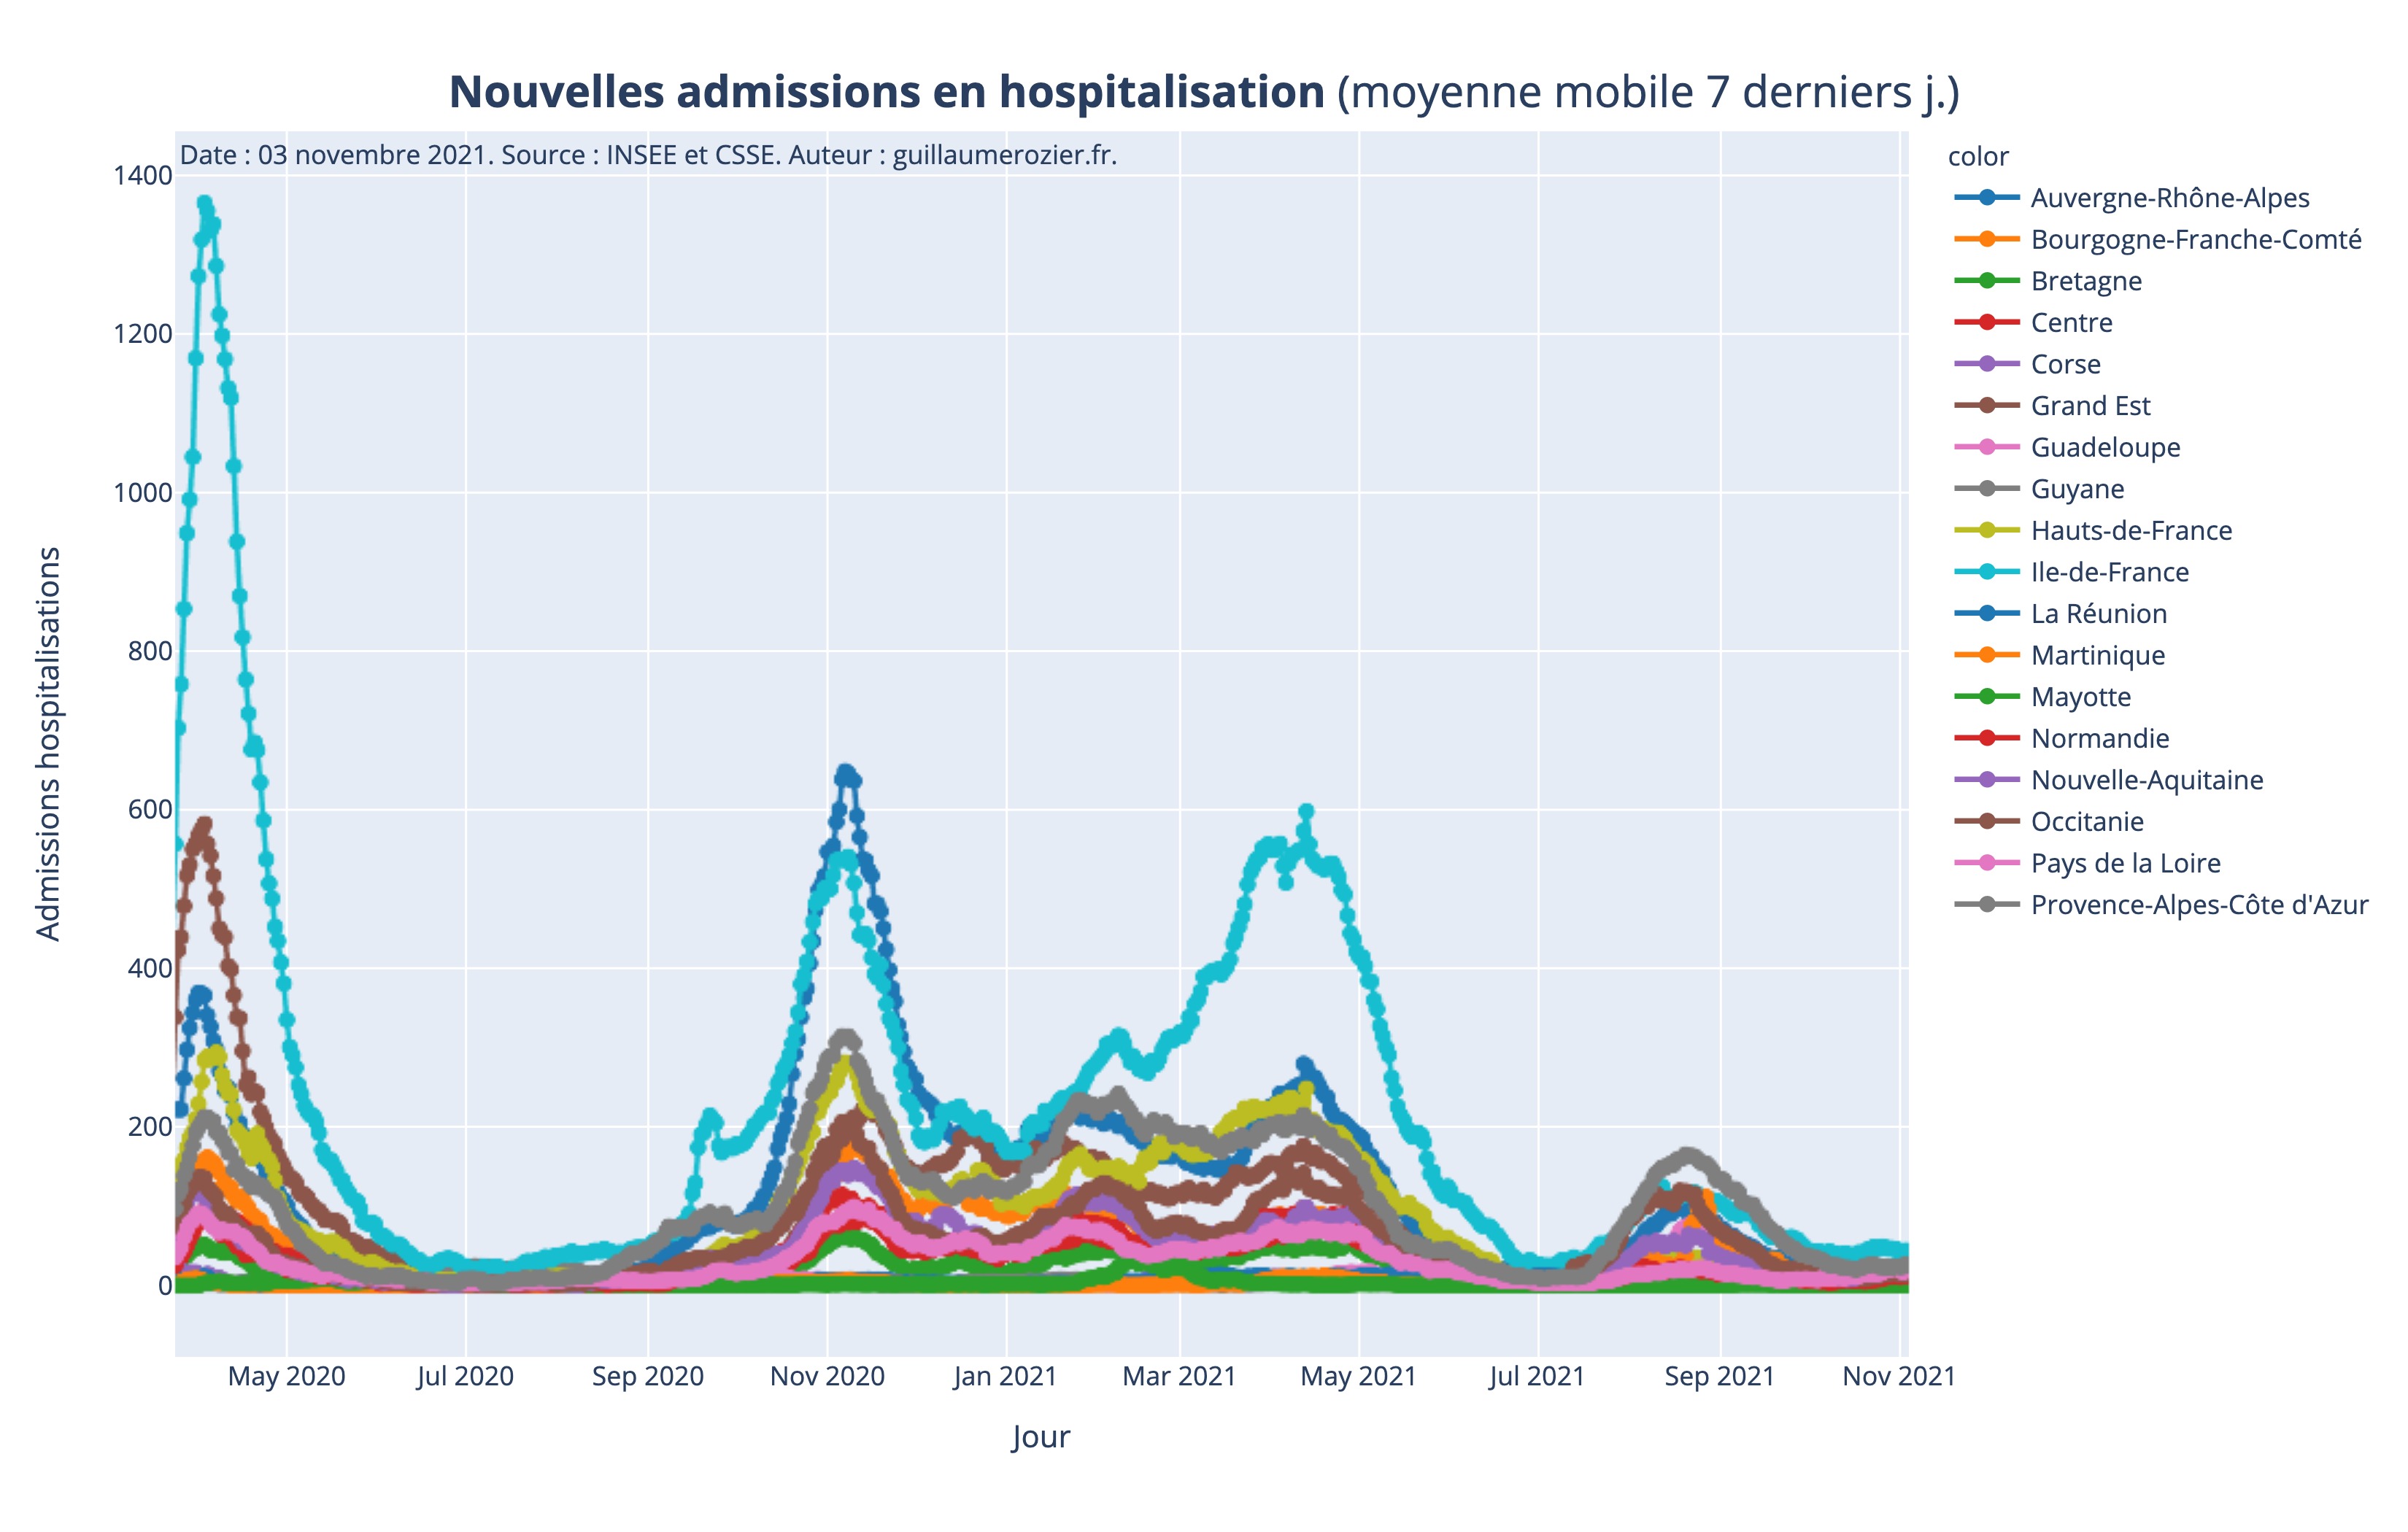 Nouvelles admissions en hospitalisation (moyenne mobile 7 derniers j.)
Date : 03 novembre 2021. Source : INSEE et CSSE. Auteur : guillaumerozier.fr.
1400
1200
1000
800
600
400
200
0
Admissions hospitalisations
May 2020
Jul 2020
Sep 2020
Nov 2020
Jan 2021
Mar 2021
May 2021
Jul 2021
Sep 2021
Nov 2021
Jour
color
Auvergne-Rhône-Alpes
Bourgogne-Franche-Comté
Bretagne
Centre
Corse
Grand Est
Guadeloupe
Guyane
Hauts-de-France
Ile-de-France
La Réunion
Martinique
Mayotte
Normandie
Nouvelle-Aquitaine
Occitanie
Pays de la Loire
Provence-Alpes-Côte d'Azur